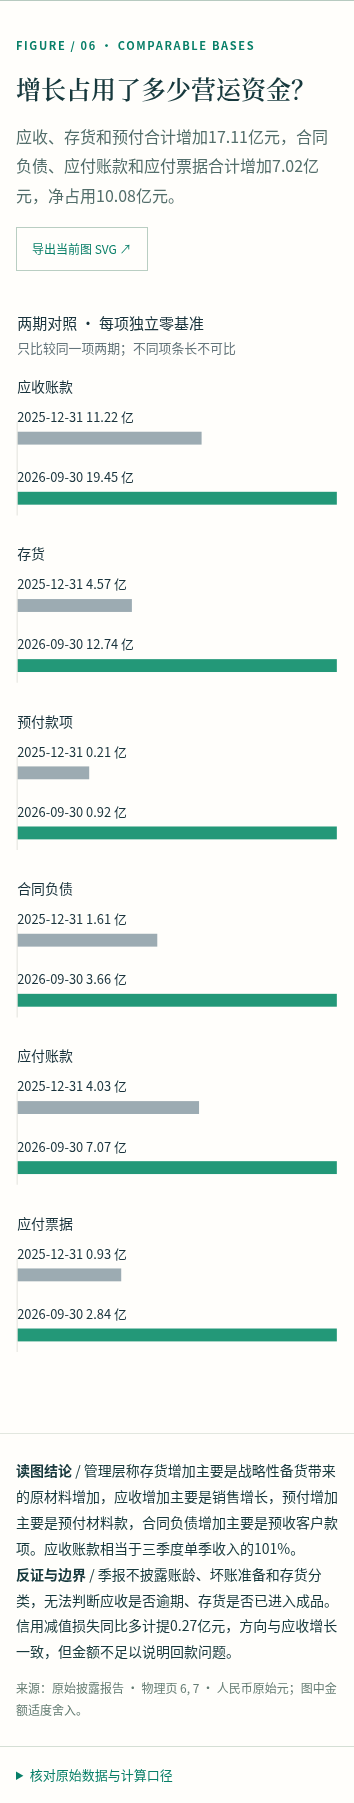 FIGURE / 06 · COMPARABLE BASES
增长占用了多少营运资金？
应收、存货和预付合计增加17.11亿元，合同
负债、应付账款和应付票据合计增加7.02亿
元，净占用10.08亿元。
导出当前图 SVG ↗
两期对照 · 每项独立零基准
只比较同一项两期；不同项条长不可比
应收账款
2025-12-31 11.22 亿
2026-09-30 19.45 亿
存货
2025-12-31 4.57 亿
2026-09-30 12.74 亿
预付款项
2025-12-31 0.21 亿
2026-09-30 0.92 亿
合同负债
2025-12-31 1.61 亿
2026-09-30 3.66 亿
应付账款
2025-12-31 4.03 亿
2026-09-30 7.07 亿
应付票据
2025-12-31 0.93 亿
2026-09-30 2.84 亿
读图结论 / 管理层称存货增加主要是战略性备货带来
的原材料增加，应收增加主要是销售增长，预付增加
主要是预付材料款，合同负债增加主要是预收客户款
项。应收账款相当于三季度单季收入的101%。
反证与边界 / 季报不披露账龄、坏账准备和存货分
类，无法判断应收是否逾期、存货是否已进入成品。
信用减值损失同比多计提0.27亿元，方向与应收增长
一致，但金额不足以说明回款问题。
来源：原始披露报告 · 物理页 6, 7 · 人民币原始元；图中金
额适度舍入。
▶ 核对原始数据与计算口径